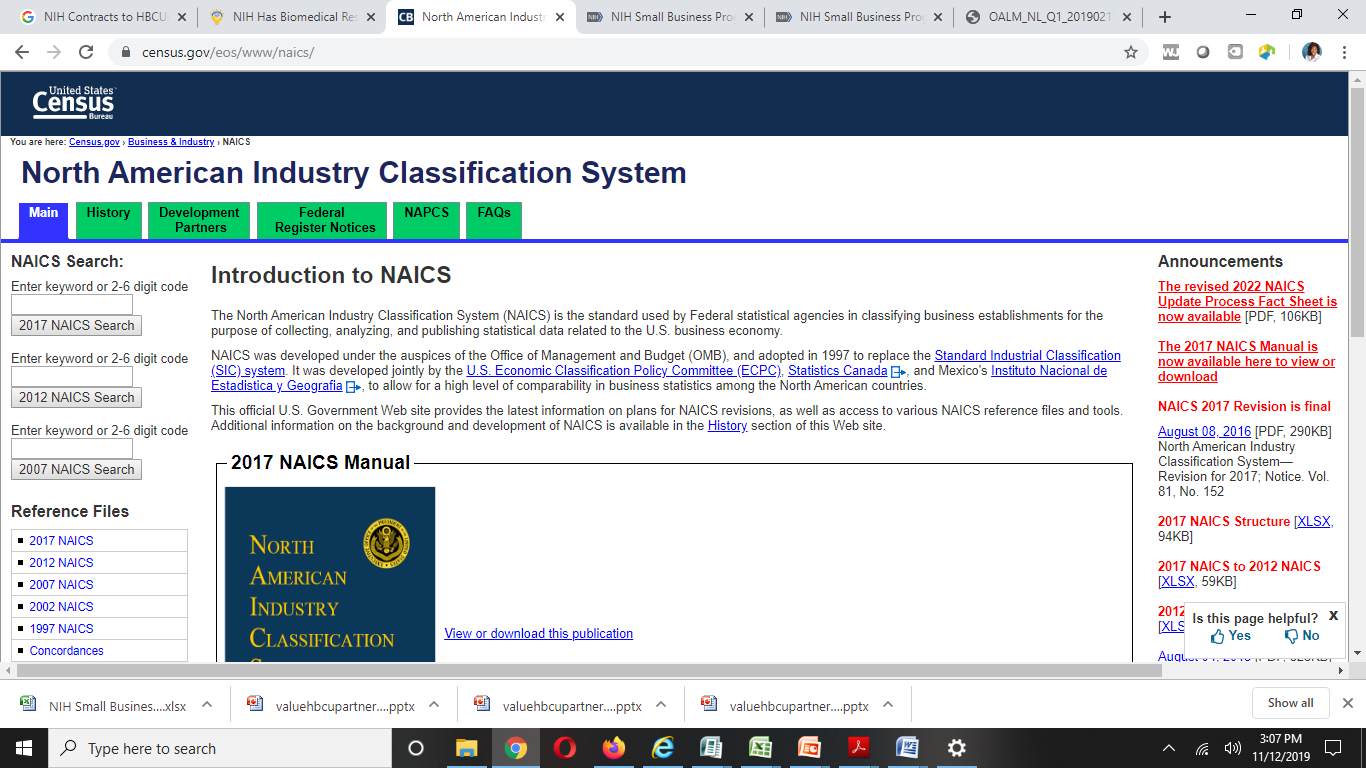 NIH Contracts to HBCU
NIH Has Biomedical Res
North American Industr
NIH Small Business Pro
NIH Small Business Pro
OALM_NL_Q1_2019021
census.gov/eos/www/naics/
United States
Census
Bureau
You are here: Census.gov › Business & Industry › NAICS
North American Industry Classification System
Main
History
Development
Partners
Federal
Register Notices
NAPCS
FAQs
NAICS Search:
Enter keyword or 2-6 digit code
2017 NAICS Search
Enter keyword or 2-6 digit code
2012 NAICS Search
Enter keyword or 2-6 digit code
2007 NAICS Search
Reference Files
2017 NAICS
2012 NAICS
2007 NAICS
2002 NAICS
1997 NAICS
Concordances
Introduction to NAICS
The North American Industry Classification System (NAICS) is the standard used by Federal statistical agencies in classifying business establishments for the
purpose of collecting, analyzing, and publishing statistical data related to the U.S. business economy.
NAICS was developed under the auspices of the Office of Management and Budget (OMB), and adopted in 1997 to replace the Standard Industrial Classification
(SIC) system. It was developed jointly by the U.S. Economic Classification Policy Committee (ECPC), Statistics Canada, and Mexico's Instituto Nacional de
Estadistica y Geografia, to allow for a high level of comparability in business statistics among the North American countries.
This official U.S. Government Web site provides the latest information on plans for NAICS revisions, as well as access to various NAICS reference files and tools.
Additional information on the background and development of NAICS is available in the History section of this Web site.
2017 NAICS Manual
NORTH
AMERICAN
INDUSTRY
CLASSIFICATION
View or download this publication
Announcements
The revised 2022 NAICS
Update Process Fact Sheet is
now available [PDF, 106KB]
The 2017 NAICS Manual is
now available here to view or
download
NAICS 2017 Revision is final
August 08, 2016 [PDF, 290KB]
North American Industry
Classification System—
Revision for 2017; Notice. Vol.
81, No. 152
2017 NAICS Structure [XLSX,
94KB]
2017 NAICS to 2012 NAICS
[XLSX, 59KB]
2012
[XLS
Is this page helpful? X
Yes
No
NIH Small Busines....xlsx
valuehbcupartner....pptx
valuehbcupartner....pptx
valuehbcupartner....pptx
Show all
Type here to search
3:07 PM
11/12/2019